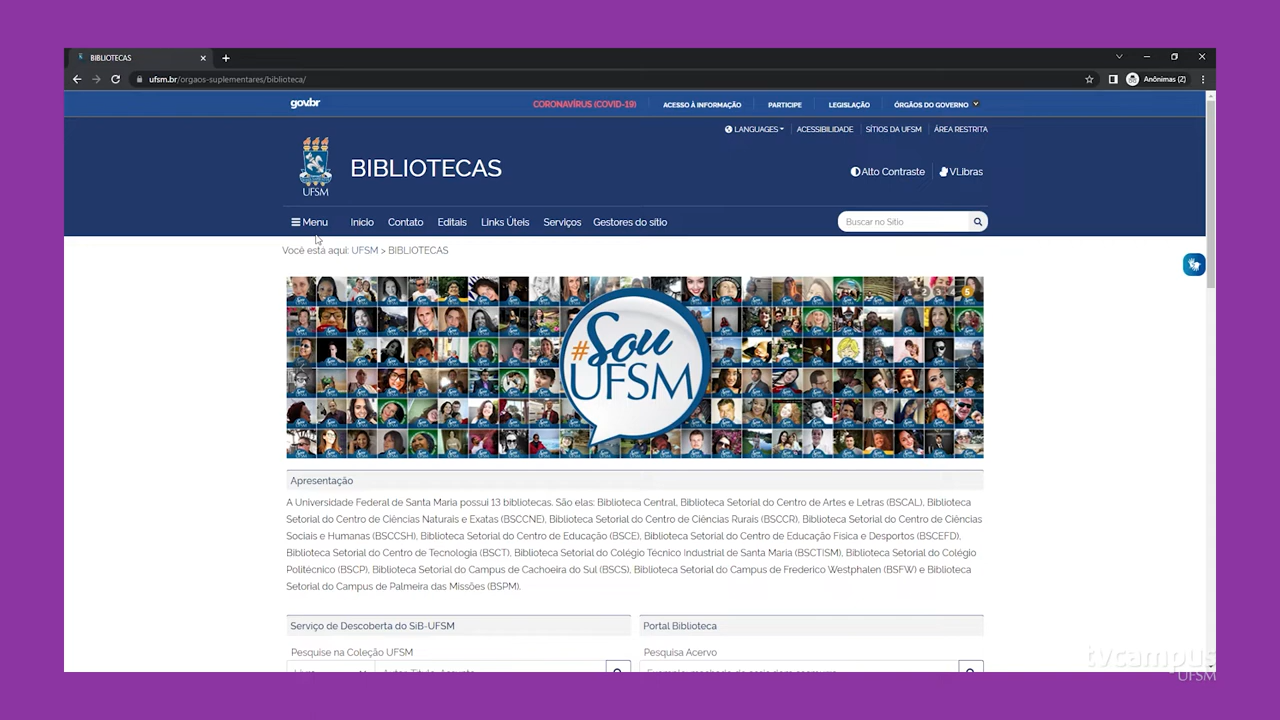 BIBLIOTECAS
ufsm.br/orgaos-suplementares/biblioteca/
Anônimas (2)
gov.br
CORONAVÍRUS (COVID-19)
ACESSO À INFORMAÇÃO
PARTICIPE
LEGISLAÇÃO
ÓRGÃOS DO GOVERNO
LANGUAGES
ACESSIBILIDADE
SÍTIOS DA UFSM
ÁREA RESTRITA
UFSM
BIBLIOTECAS
Alto Contraste
VLibras
Menu
Início
Contato
Editais
Links Úteis
Serviços
Gestores do sítio
Buscar no Sítio
Você está aqui: UFSM > BIBLIOTECAS
1 2 3 4 5
#Sou
UFSM
Apresentação
A Universidade Federal de Santa Maria possui 13 bibliotecas. São elas: Biblioteca Central, Biblioteca Setorial do Centro de Artes e Letras (BSCAL), Biblioteca
Setorial do Centro de Ciências Naturais e Exatas (BSCCNE), Biblioteca Setorial do Centro de Ciências Rurais (BSCCR), Biblioteca Setorial do Centro de Ciências
Sociais e Humanas (BSCCSH), Biblioteca Setorial do Centro de Educação (BSCE), Biblioteca Setorial do Centro de Educação Física e Desportos (BSCEFD),
Biblioteca Setorial do Centro de Tecnologia (BSCT), Biblioteca Setorial do Colégio Técnico Industrial de Santa Maria (BSCTISM), Biblioteca Setorial do Colégio
Politécnico (BSCP), Biblioteca Setorial do Campus de Cachoeira do Sul (BSCS), Biblioteca Setorial do Campus de Frederico Westphalen (BSFW) e Biblioteca
Setorial do Campus de Palmeira das Missões (BSPM).
Serviço de Descoberta do SiB-UFSM
Portal Biblioteca
Pesquise na Coleção UFSM
Pesquisa Acervo
tvcampus
UFSM